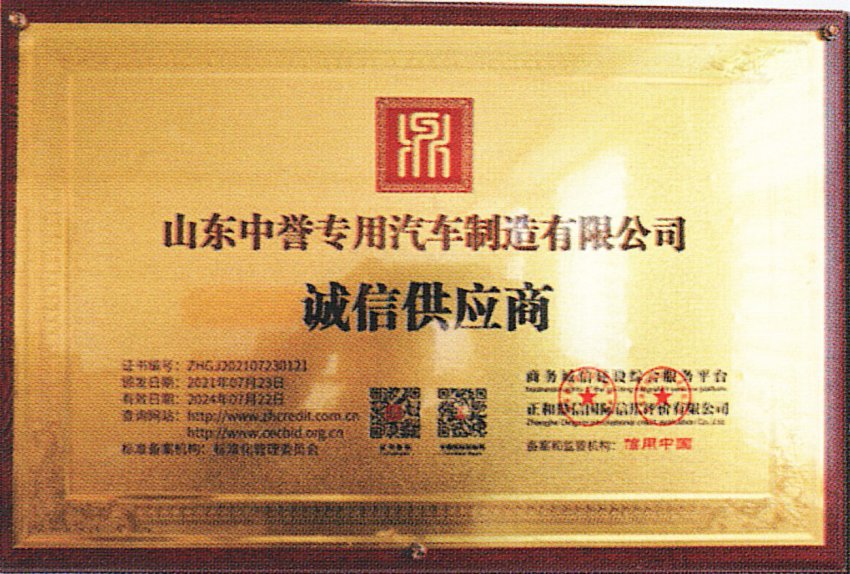 山东中誉专用汽车制造有限公司
诚信供应商
证书编号：ZHGJ202107230121
颁发日期：2021年07月23日
有效日期：2024年07月22日
查询网站：http://www.zhcredit.com.cn
http://www.oecbid.org.cn
标准备案机构：标准化管理委员会
商务诚信建设综合服务平台
正和鼎信国际信用评价有限公司
备案和监管机构：信用中国